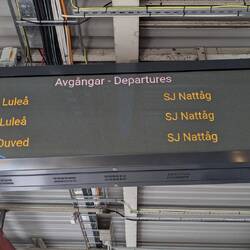 Avgångar - Departures
Luleå SJ Nattåg
Luleå SJ Nattåg
Duved SJ Nattåg